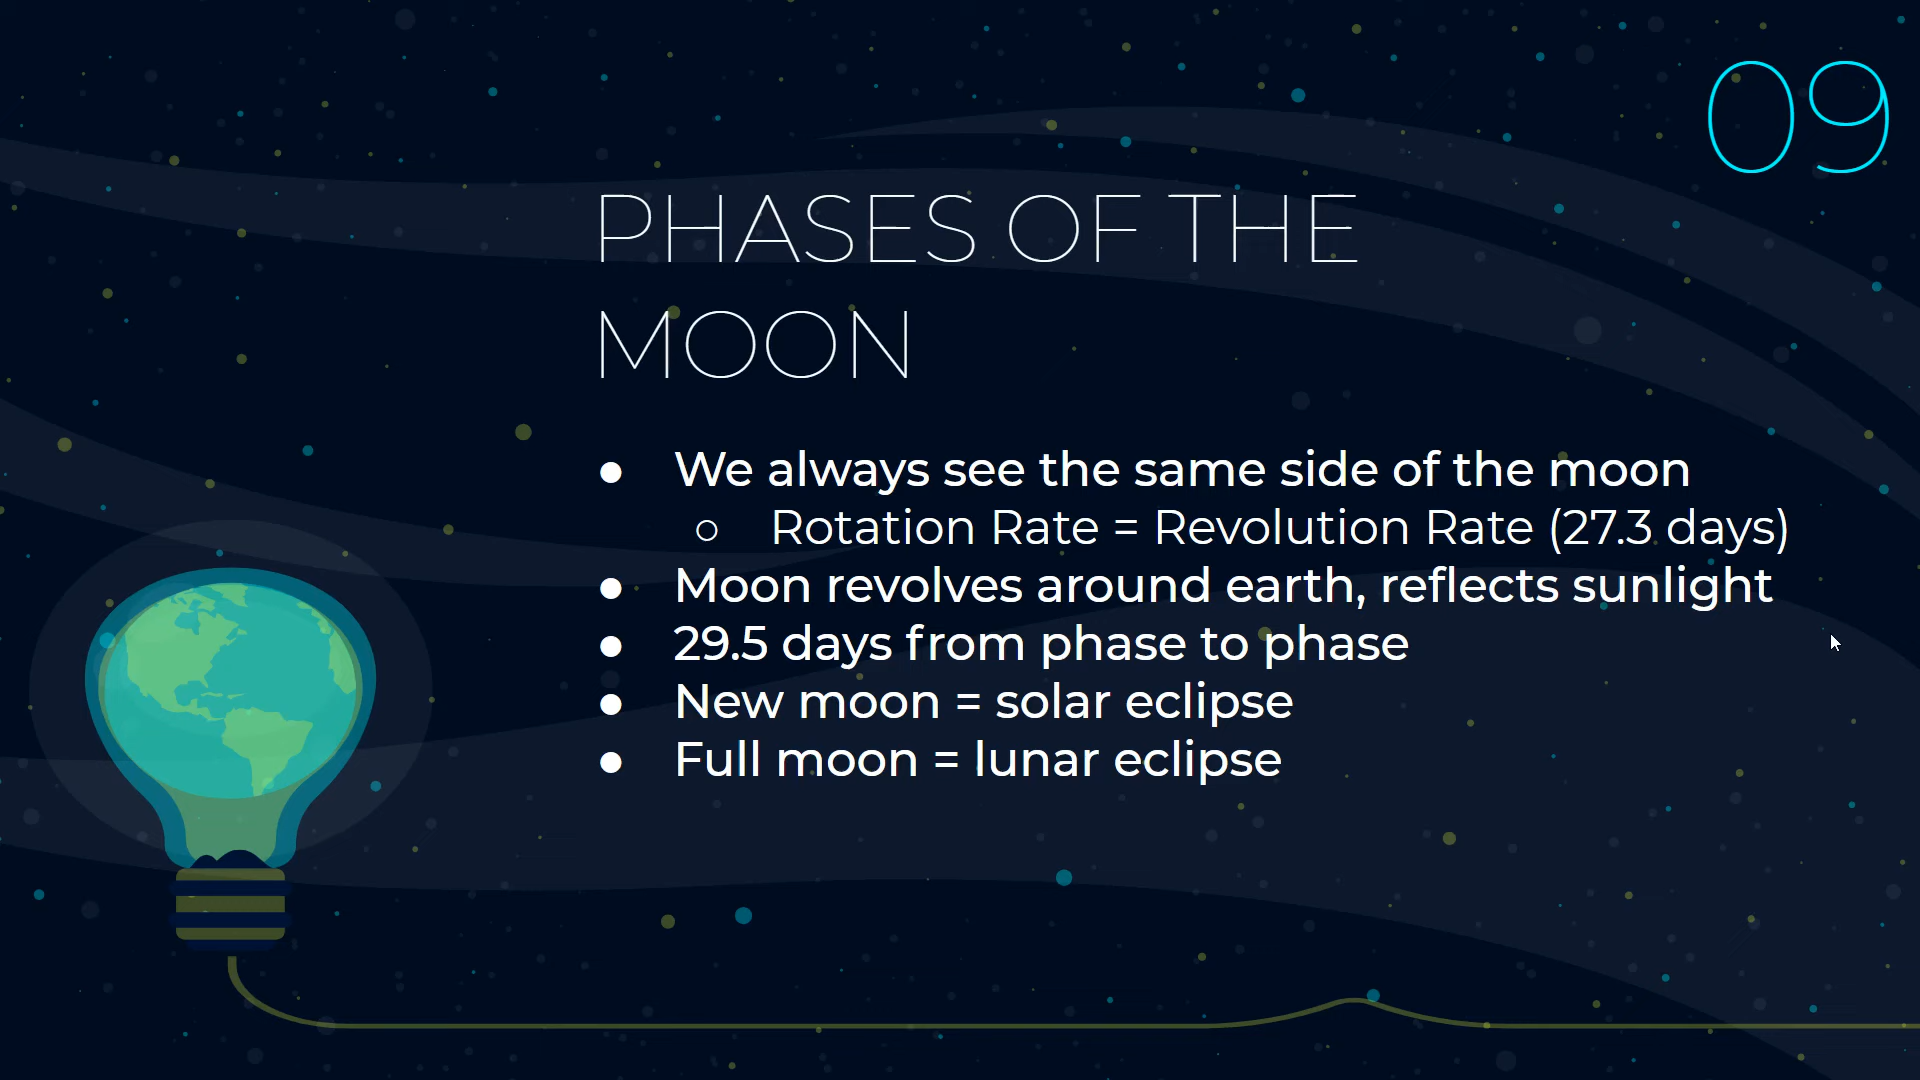 09
PHASES OF THE
MOON
● We always see the same side of the moon
○ Rotation Rate = Revolution Rate (27.3 days)
● Moon revolves around earth, reflects sunlight
● 29.5 days from phase to phase
● New moon = solar eclipse
● Full moon = lunar eclipse